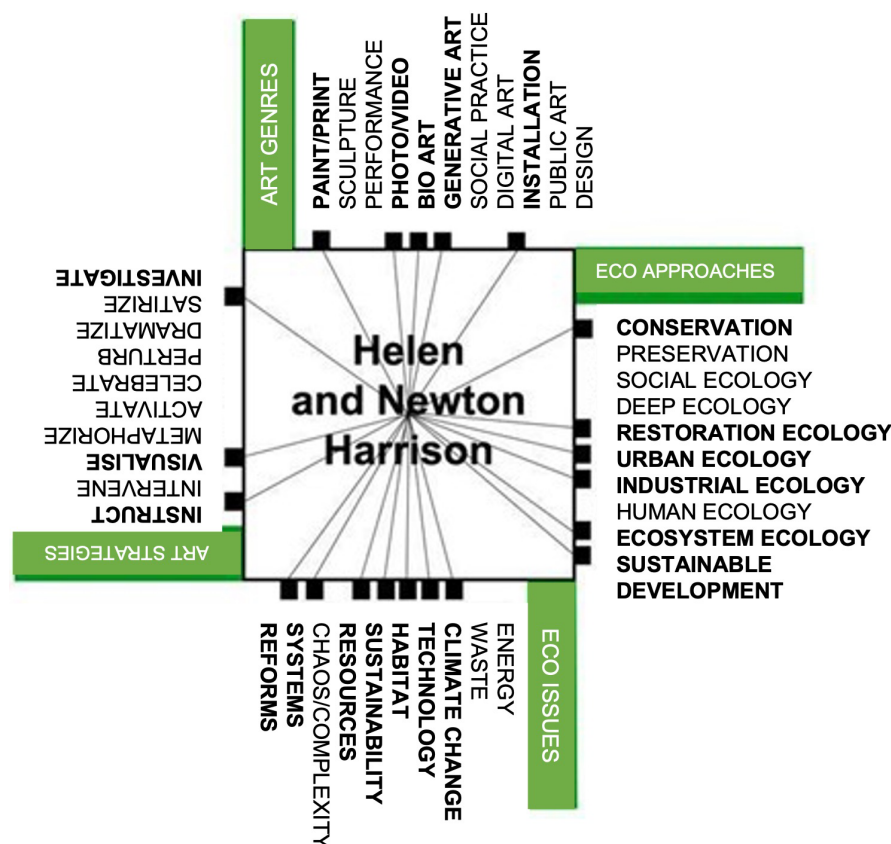 ART GENRES
PAINT/PRINT
SCULPTURE
PERFORMANCE
PHOTO/VIDEO
BIO ART
GENERATIVE ART
SOCIAL PRACTICE
DIGITAL ART
INSTALLATION
PUBLIC ART
DESIGN
ECO APPROACHES
CONSERVATION
PRESERVATION
SOCIAL ECOLOGY
DEEP ECOLOGY
RESTORATION ECOLOGY
URBAN ECOLOGY
INDUSTRIAL ECOLOGY
HUMAN ECOLOGY
ECOSYSTEM ECOLOGY
SUSTAINABLE
DEVELOPMENT
Helen
and Newton
Harrison
ECO ISSUES
ENERGY
WASTE
CLIMATE CHANGE
TECHNOLOGY
HABITAT
SUSTAINABILITY
RESOURCES
CHAOS/COMPLEXITY
SYSTEMS
REFORMS
ART STRATEGIES
INSTRUCT
INTERVENE
VISUALISE
METAPHORIZE
ACTIVATE
CELEBRATE
PERTURB
DRAMATIZE
SATIRIZE
INVESTIGATE